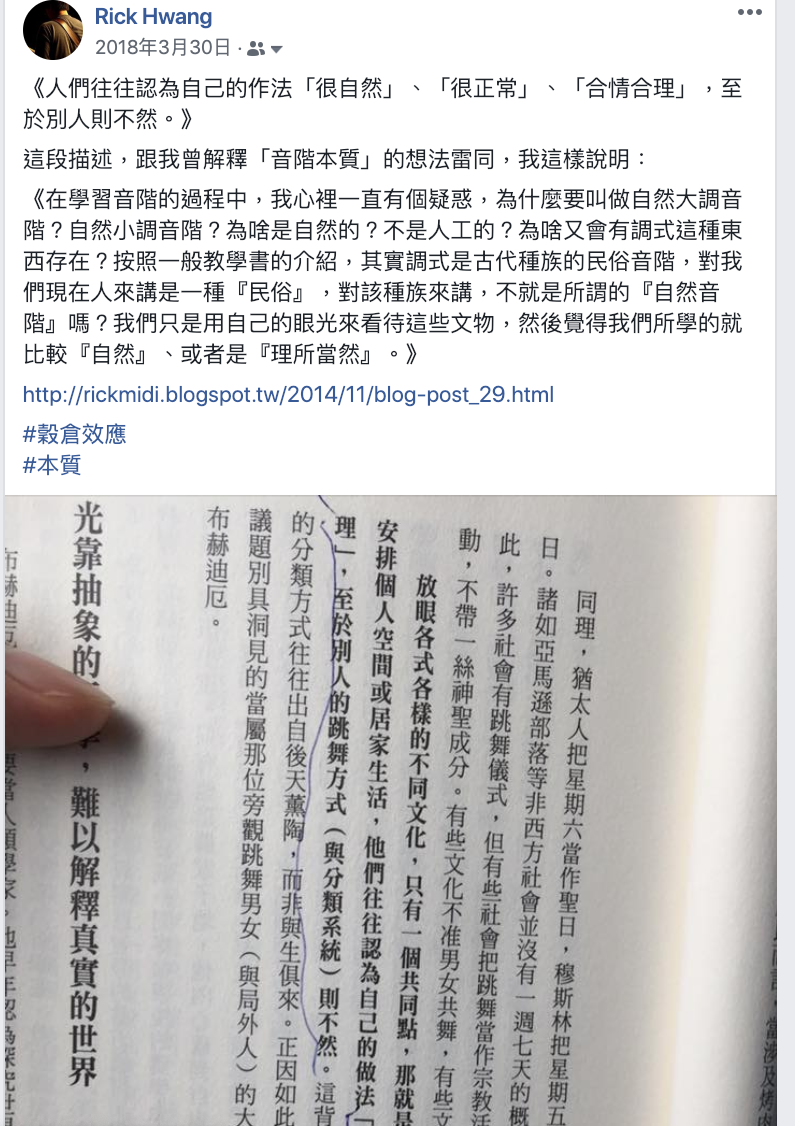 Rick Hwang
2018年3月30日
《人們往往認為自己的作法「很自然」、「很正常」、「合情合理」，至
於別人則不然。》
這段描述，跟我曾解釋「音階本質」的想法雷同，我這樣說明：
《在學習音階的過程中，我心裡一直有個疑惑，為什麼要叫做自然大調音
階？自然小調音階？為啥是自然的？不是人工的？為啥又會有調式這種東
西存在？按照一般教學書的介紹，其實調式是古代種族的民俗音階，對我
們現在人來講是一種『民俗』，對該種族來講，不就是所謂的『自然音
階』嗎？我們只是用自己的眼光來看待這些文物，然後覺得我們所學的就
比較『自然』、或者是『理所當然』。》
http://rickmidi.blogspot.tw/2014/11/blog-post_29.html
#穀倉效應
#本質
同理，猶太人把星期六當作聖日，穆斯林把星期五
日。諸如亞馬遜部落等非西方社會並沒有一週七天的概
此，許多社會有跳舞儀式，但有些社會把跳舞當作宗教活
動，不帶一絲神聖成分。有些文化不准男女共舞，有些文
放眼各式各樣的不同文化，只有一個共同點，那就是
安排個人空間或居家生活，他們往往認為自己的做法「
理」，至於別人的跳舞方式（與分類系統）則不然。這背
的分類方式往往出自後天薰陶，而非與生俱來。正因如此
議題別具洞見的當屬那位旁觀跳舞男女（與局外人）的大
布赫迪厄。
光靠抽象的
，難以解釋真實的世界
布赫迪厄